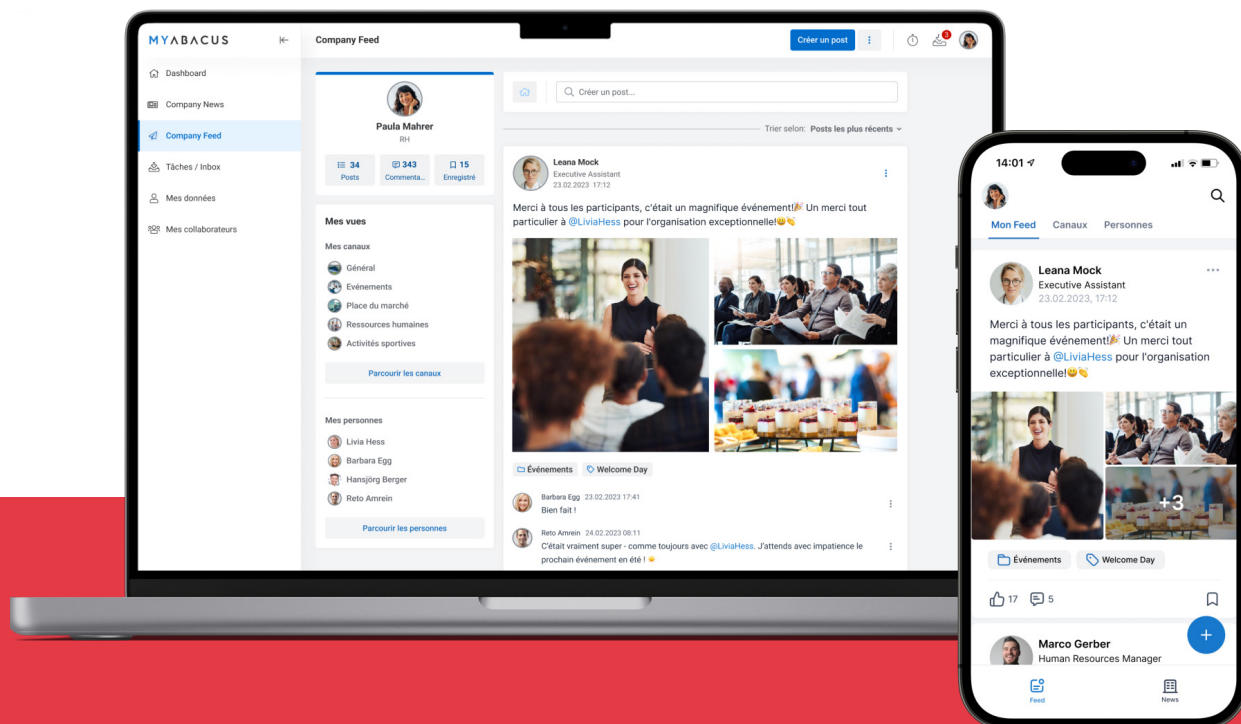 MYABACUS
Company Feed
Créer un post
3
Dashboard
Company News
Company Feed
Tâches / Inbox
Mes données
Mes collaborateurs
Paula Mahrer
RH
34
Posts
343
Commenta...
15
Enregistré
Mes vues
Mes canaux
Général
Evénements
Place du marché
Ressources humaines
Activités sportives
Parcourir les canaux
Mes personnes
Livia Hess
Barbara Egg
Hansjörg Berger
Reto Amrein
Parcourir les personnes
Créer un post...
Trier selon: Posts les plus récents
Leana Mock
Executive Assistant
23.02.2023 17:12
Merci à tous les participants, c'était un magnifique événement!🎉 Un merci tout
particulier à @LiviaHess pour l'organisation exceptionnelle!😀👏
Événements
Welcome Day
Barbara Egg 23.02.2023 17:41
Bien fait !
Reto Amrein 24.02.2023 08:11
C'était vraiment super - comme toujours avec @LiviaHess. J'attends avec impatience le
prochain événement en été ! ☀️
14:01
Mon Feed Canaux Personnes
Leana Mock
Executive Assistant
23.02.2023, 17:12
Merci à tous les participants, c'était un
magnifique événement!🎉 Un merci tout
particulier à @LiviaHess pour l'organisation
exceptionnelle!😀👏
+3
Événements
Welcome Day
17 5
Marco Gerber
Human Resources Manager
+
Feed
News